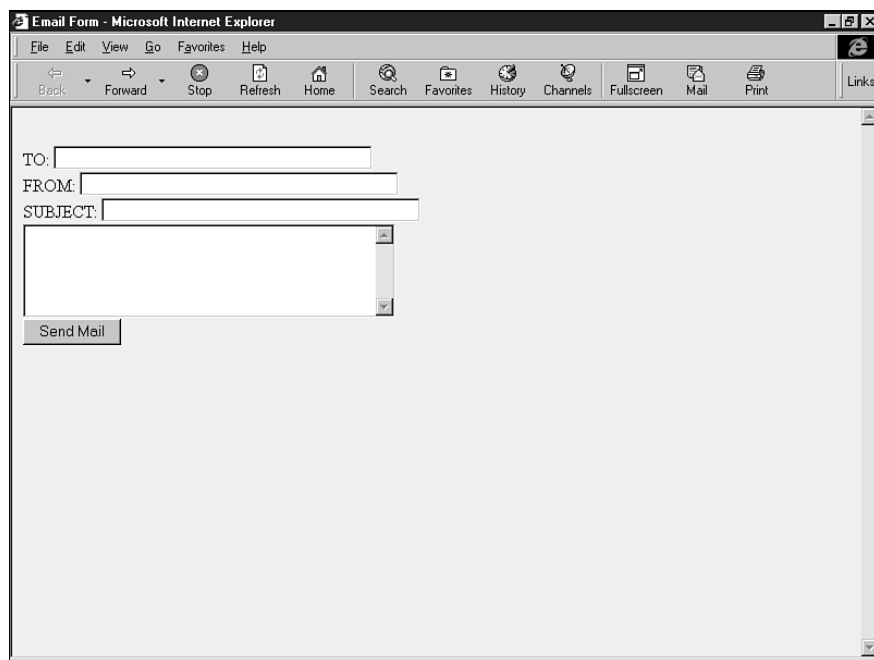 Email Form - Microsoft Internet Explorer
File Edit View Go Favorites Help
Back Forward Stop Refresh Home Search Favorites History Channels Fullscreen Mail Print Links
TO:
FROM:
SUBJECT:
Send Mail